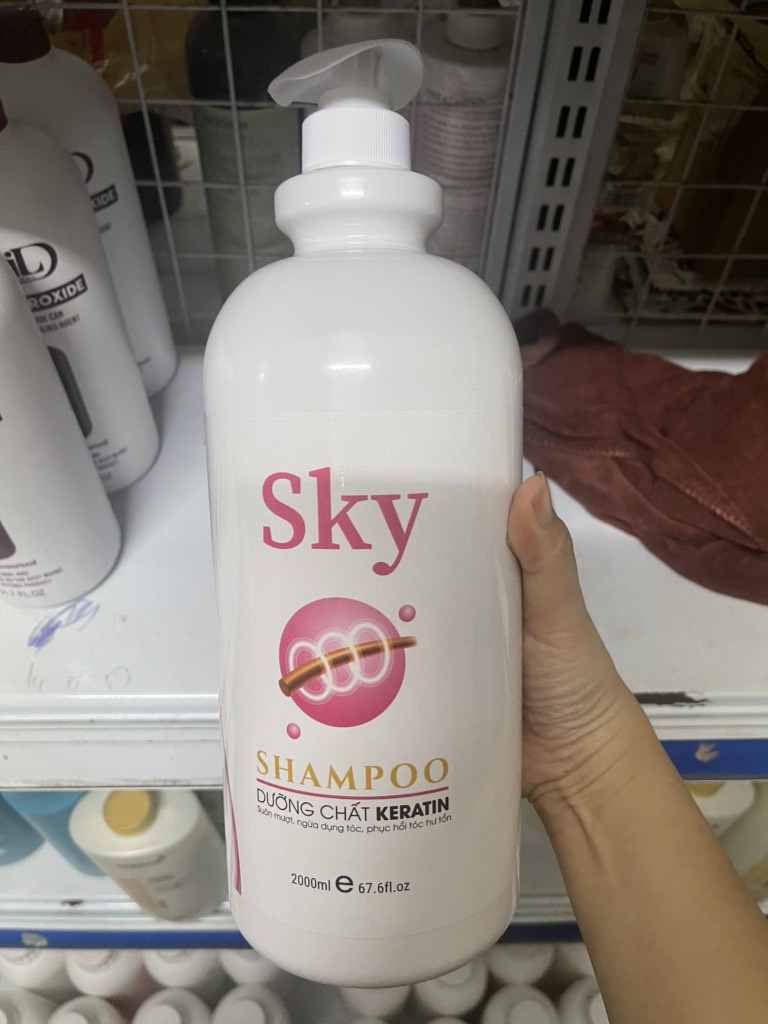 Sky
SHAMPOO
DƯỠNG CHẤT KERATIN
Suôn mượt, ngừa dụng tóc, phục hồi tóc hư tổn
2000ml e 67.6fl.oz
ROXIDE